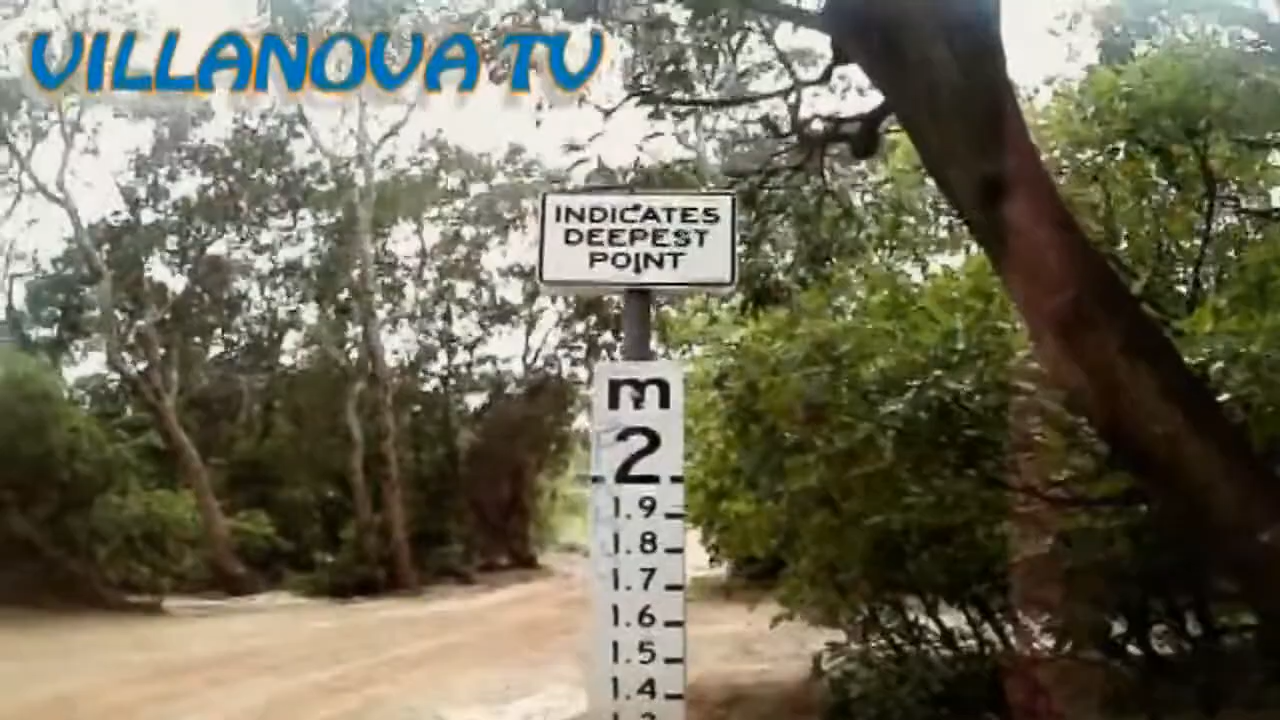 VILLANOVA TV
INDICATES
DEEPEST
POINT
m
2
1.9
1.8
1.7
1.6
1.5
1.4